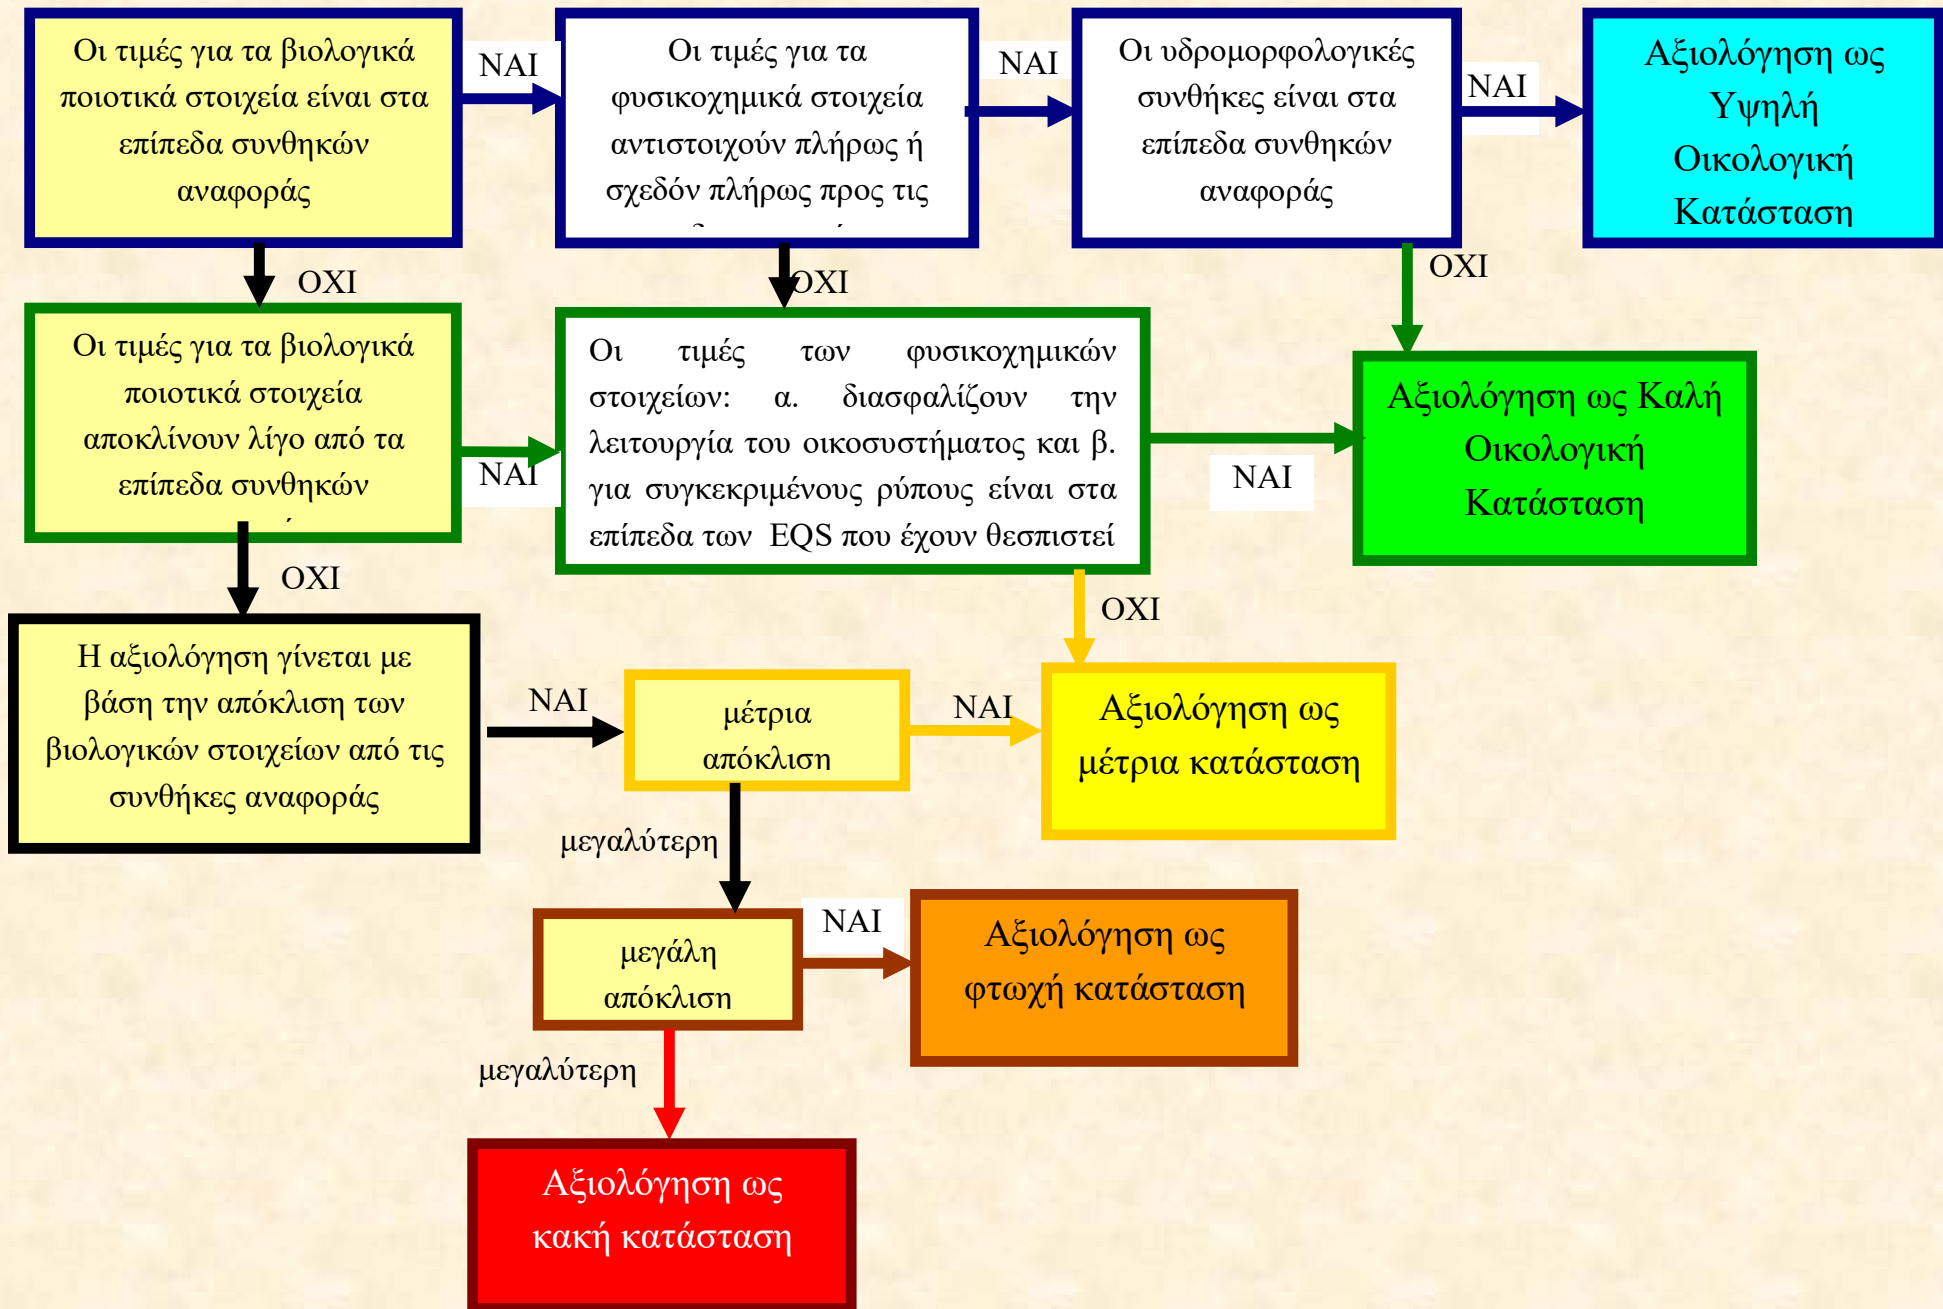 Οι τιμές για τα βιολογικά
ποιοτικά στοιχεία είναι στα
επίπεδα συνθηκών
αναφοράς
ΝΑΙ
Οι τιμές για τα
φυσικοχημικά στοιχεία
αντιστοιχούν πλήρως ή
σχεδόν πλήρως προς τις
ΝΑΙ
Οι υδρομορφολογικές
συνθήκες είναι στα
επίπεδα συνθηκών
αναφοράς
ΝΑΙ
Αξιολόγηση ως
Υψηλή
Οικολογική
Κατάσταση
ΟΧΙ
ΟΧΙ
ΟΧΙ
Οι τιμές για τα βιολογικά
ποιοτικά στοιχεία
αποκλίνουν λίγο από τα
επίπεδα συνθηκών
ΝΑΙ
Οι τιμές των φυσικοχημικών
στοιχείων: α. διασφαλίζουν την
λειτουργία του οικοσυστήματος και β.
για συγκεκριμένους ρύπους είναι στα
επίπεδα των EQS που έχουν θεσπιστεί
ΝΑΙ
Αξιολόγηση ως Καλή
Οικολογική
Κατάσταση
ΟΧΙ
ΟΧΙ
Η αξιολόγηση γίνεται με
βάση την απόκλιση των
βιολογικών στοιχείων από τις
συνθήκες αναφοράς
ΝΑΙ
μέτρια
απόκλιση
ΝΑΙ
Αξιολόγηση ως
μέτρια κατάσταση
μεγαλύτερη
μεγάλη
απόκλιση
ΝΑΙ
Αξιολόγηση ως
φτωχή κατάσταση
μεγαλύτερη
Αξιολόγηση ως
κακή κατάσταση